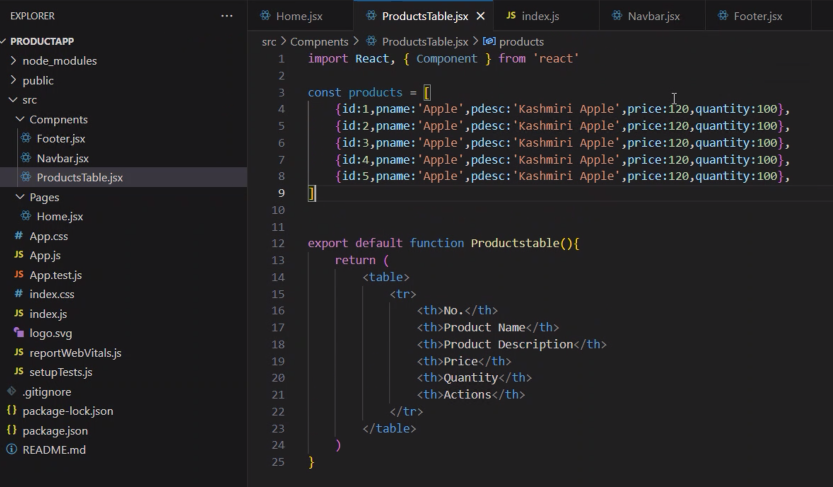 EXPLORER
PRODUCTAPP
node_modules
public
src
Compnents
Footer.jsx
Navbar.jsx
ProductsTable.jsx
Pages
Home.jsx
# App.css
JS App.js
JS App.test.js
# index.css
JS index.js
logo.svg
JS reportWebVitals.js
JS setupTests.js
.gitignore
{} package-lock.json
{} package.json
README.md
Home.jsx ProductsTable.jsx JS index.js Navbar.jsx Footer.jsx
src > Compnents > ProductsTable.jsx > products
1 import React, { Component } from 'react'
2
3 const products = [
4 {id:1,pname:'Apple',pdesc:'Kashmiri Apple',price:120,quantity:100},
5 {id:2,pname:'Apple',pdesc:'Kashmiri Apple',price:120,quantity:100},
6 {id:3,pname:'Apple',pdesc:'Kashmiri Apple',price:120,quantity:100},
7 {id:4,pname:'Apple',pdesc:'Kashmiri Apple',price:120,quantity:100},
8 {id:5,pname:'Apple',pdesc:'Kashmiri Apple',price:120,quantity:100},
9 ]
10
11
12 export default function Productstable(){
13 return (
14 <table>
15 <tr>
16 <th>No.</th>
17 <th>Product Name</th>
18 <th>Product Description</th>
19 <th>Price</th>
20 <th>Quantity</th>
21 <th>Actions</th>
22 </tr>
23 </table>
24 )
25 }